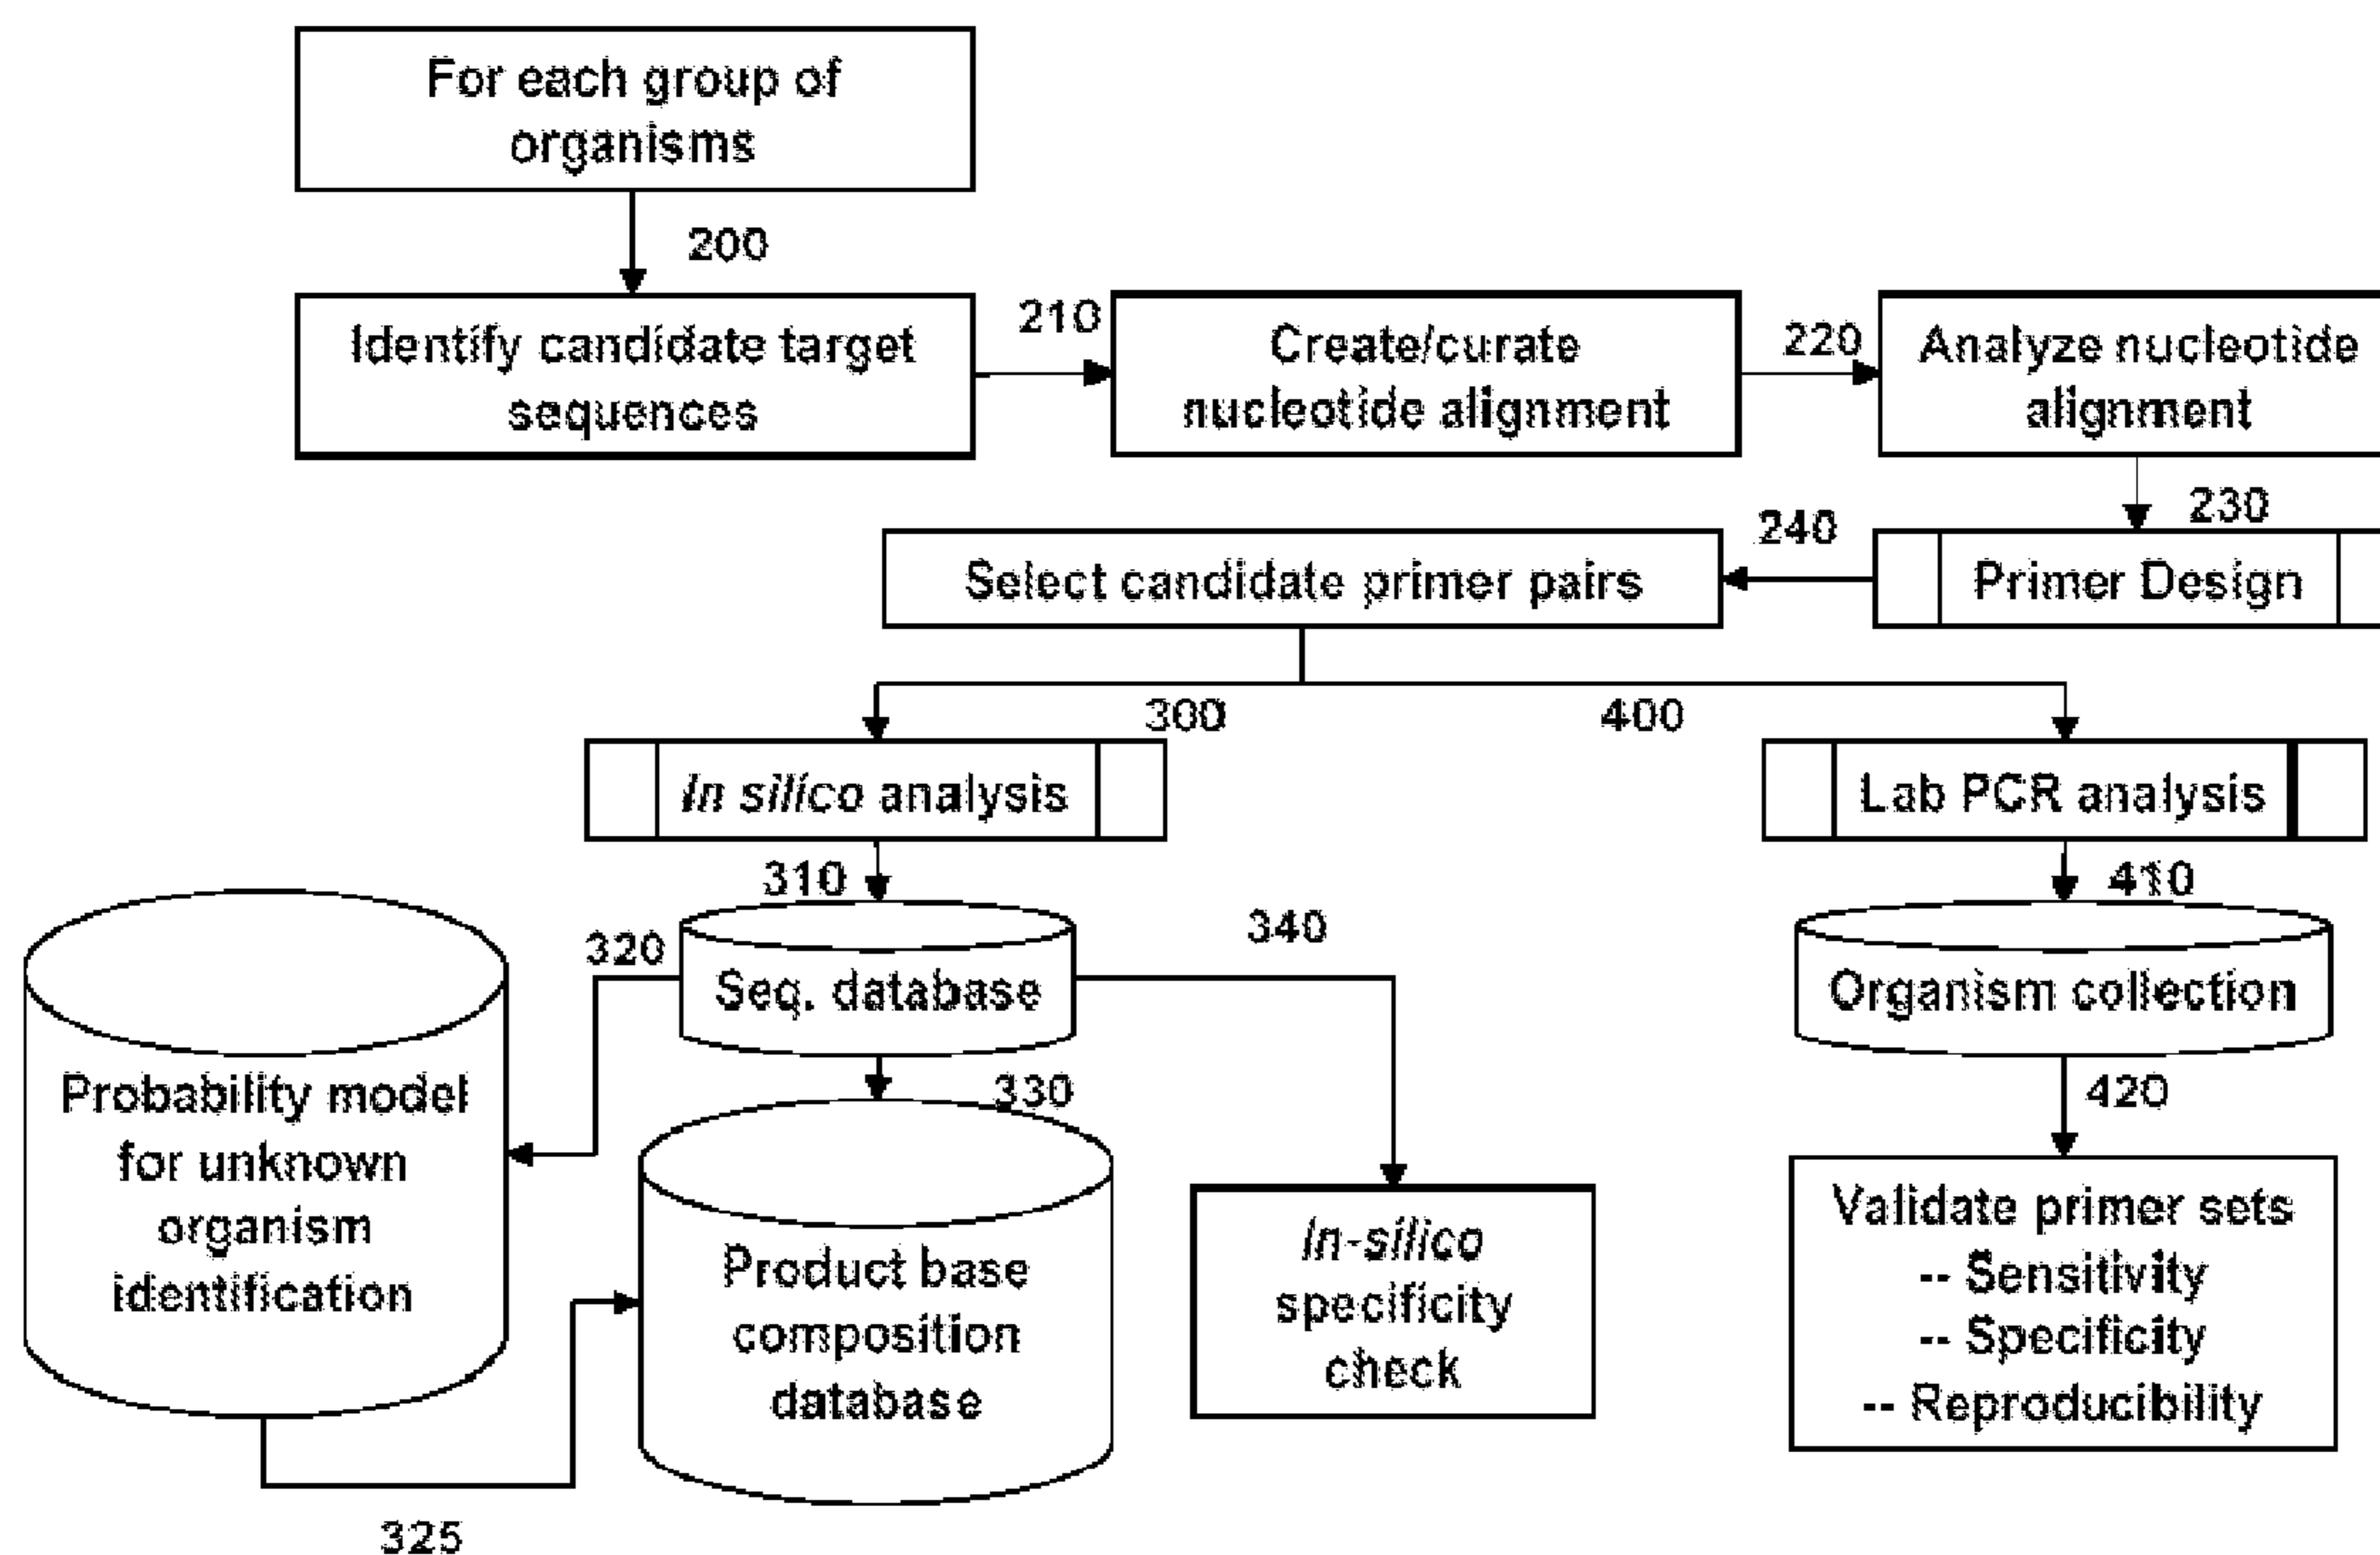 For each group of
organisms
200
Identify candidate target
sequences
210
Create/curate
nucleotide alignment
220
Analyze nucleotide
alignment
230
Primer Design
240
Select candidate primer pairs
300
400
In silico analysis
Lab PCR analysis
310
410
Seq. database
Organism collection
320
340
330
420
Probability model
for unknown
organism
identification
Product base
composition
database
In-silico
specificity
check
Validate primer sets
-- Sensitivity
-- Specificity
-- Reproducibility
325